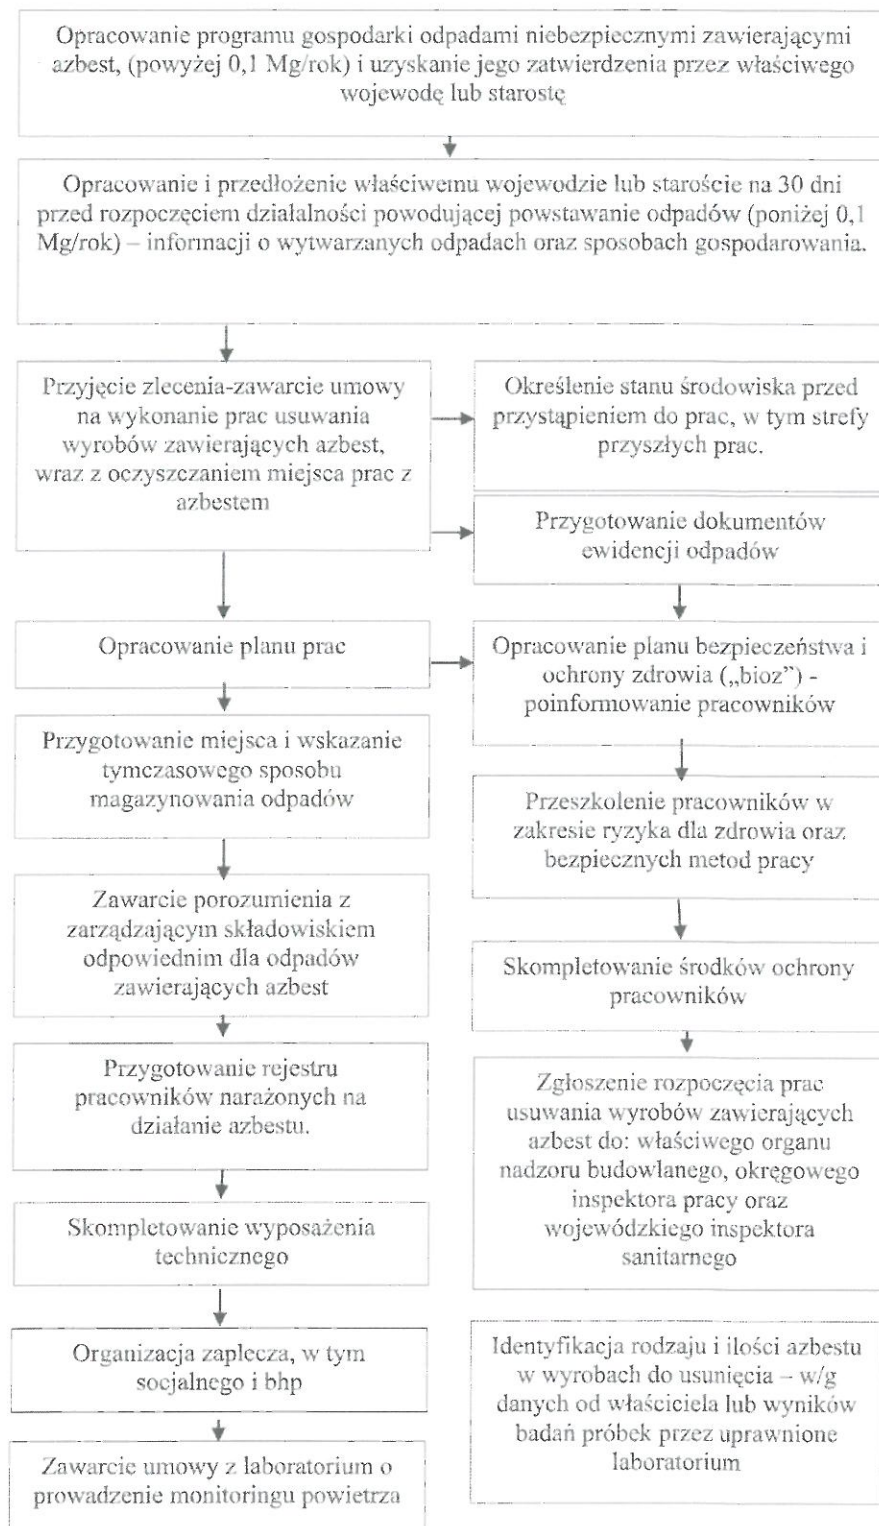 Opracowanie programu gospodarki odpadami niebezpiecznymi zawierającymi
azbest, (powyżej 0,1 Mg/rok) i uzyskanie jego zatwierdzenia przez właściwego
wojewodę lub starostę
Opracowanie i przedłożenie właściwemu wojewodzie lub staroście na 30 dni
przed rozpoczęciem działalności powodującej powstawanie odpadów (poniżej 0,1
Mg/rok) – informacji o wytwarzanych odpadach oraz sposobach gospodarowania.
Przyjęcie zlecenia-zawarcie umowy
na wykonanie prac usuwania
wyrobów zawierających azbest,
wraz z oczyszczaniem miejsca prac z
azbestem
Określenie stanu środowiska przed
przystąpieniem do prac, w tym strefy
przyszłych prac.
Przygotowanie dokumentów
ewidencji odpadów
Opracowanie planu prac
Opracowanie planu bezpieczeństwa i
ochrony zdrowia („bioz”) -
poinformowanie pracowników
Przygotowanie miejsca i wskazanie
tymczasowego sposobu
magazynowania odpadów
Przeszkolenie pracowników w
zakresie ryzyka dla zdrowia oraz
bezpiecznych metod pracy
Zawarcie porozumienia z
zarządzającym składowiskiem
odpowiednim dla odpadów
zawierających azbest
Skompletowanie środków ochrony
pracowników
Przygotowanie rejestru
pracowników narażonych na
działanie azbestu.
Zgłoszenie rozpoczęcia prac
usuwania wyrobów zawierających
azbest do: właściwego organu
nadzoru budowlanego, okręgowego
inspektora pracy oraz
wojewódzkiego inspektora
sanitarnego
Skompletowanie wyposażenia
technicznego
Organizacja zaplecza, w tym
socjalnego i bhp
Identyfikacja rodzaju i ilości azbestu
w wyrobach do usunięcia – w/g
danych od właściciela lub wyników
badań próbek przez uprawnione
laboratorium
Zawarcie umowy z laboratorium o
prowadzenie monitoringu powietrza